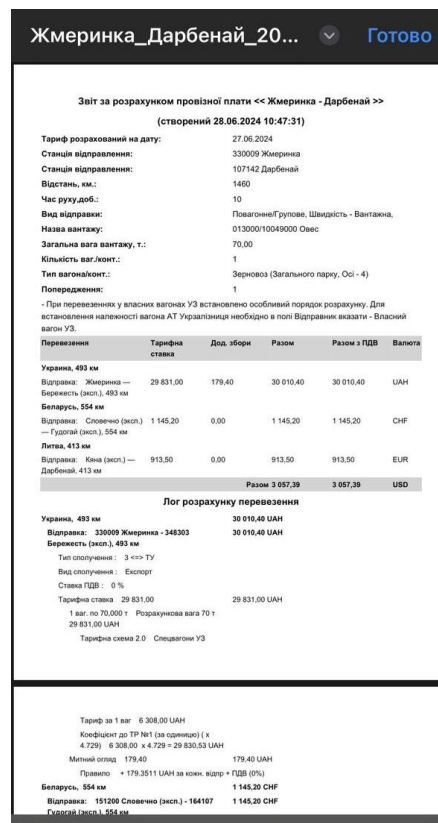 Жмеринка_Дарбенай_20...
Готово
Звіт за розрахунком провізної плати << Жмеринка - Дарбенай >>
(створений 28.06.2024 10:47:31)
Тариф розрахований на дату: 27.06.2024
Станція відправлення: 330009 Жмеринка
Станція відправлення: 107142 Дарбенай
Відстань, км.: 1460
Час руху,доб.: 10
Вид відправки: Повагонне/Групове, Швидкість - Вантажна,
Назва вантажу: 013000/10049000 Овес
Загальна вага вантажу, т.: 70,00
Кількість ваг./конт.: 1
Тип вагона/конт.: Зерновоз (Загального парку, Осі - 4)
Попередження: 1
- При перевезеннях у власних вагонах УЗ встановлено особливий порядок розрахунку. Для
встановлення належності вагона АТ Укрзалізниця необхідно в полі Відправник вказати - Власний
вагон УЗ.
Перевезення Тарифна ставка Дод. збори Разом Разом з ПДВ Валюта
Украина, 493 км
Відправка: Жмеринка — 29 831,00 179,40 30 010,40 30 010,40 UAH
Бережесть (эксп.), 493 км
Беларусь, 554 км
Відправка: Словечно (эксп.) 1 145,20 0,00 1 145,20 1 145,20 CHF
— Гудогай (эксп.), 554 км
Литва, 413 км
Відправка: Кяна (эксп.) — 913,50 0,00 913,50 913,50 EUR
Дарбенай, 413 км
Разом 3 057,39 3 057,39 USD
Лог розрахунку перевезення
Украина, 493 км 30 010,40 UAH
Відправка: 330009 Жмеринка - 348303 30 010,40 UAH
Бережесть (эксп.), 493 км
Тип сполучення : 3 <=> ТУ
Вид сполучення : Експорт
Ставка ПДВ : 0 %
Тарифна ставка 29 831,00 29 831,00 UAH
1 ваг. по 70,000 т Розрахункова вага 70 т
29 831,00 UAH
Тарифна схема 2.0 Спецвагони УЗ
Тариф за 1 ваг 6 308,00 UAH
Коефіцієнт до ТР №1 (за одиницю) ( x
4.729) 6 308,00 x 4.729 = 29 830,53 UAH
Митний огляд 179,40 179,40 UAH
Правило + 179.3511 UAH за кожн. відпр + ПДВ (0%)
Беларусь, 554 км 1 145,20 CHF
Відправка: 151200 Словечно (эксп.) - 164107 1 145,20 CHF
Гудогай (эксп.), 554 км